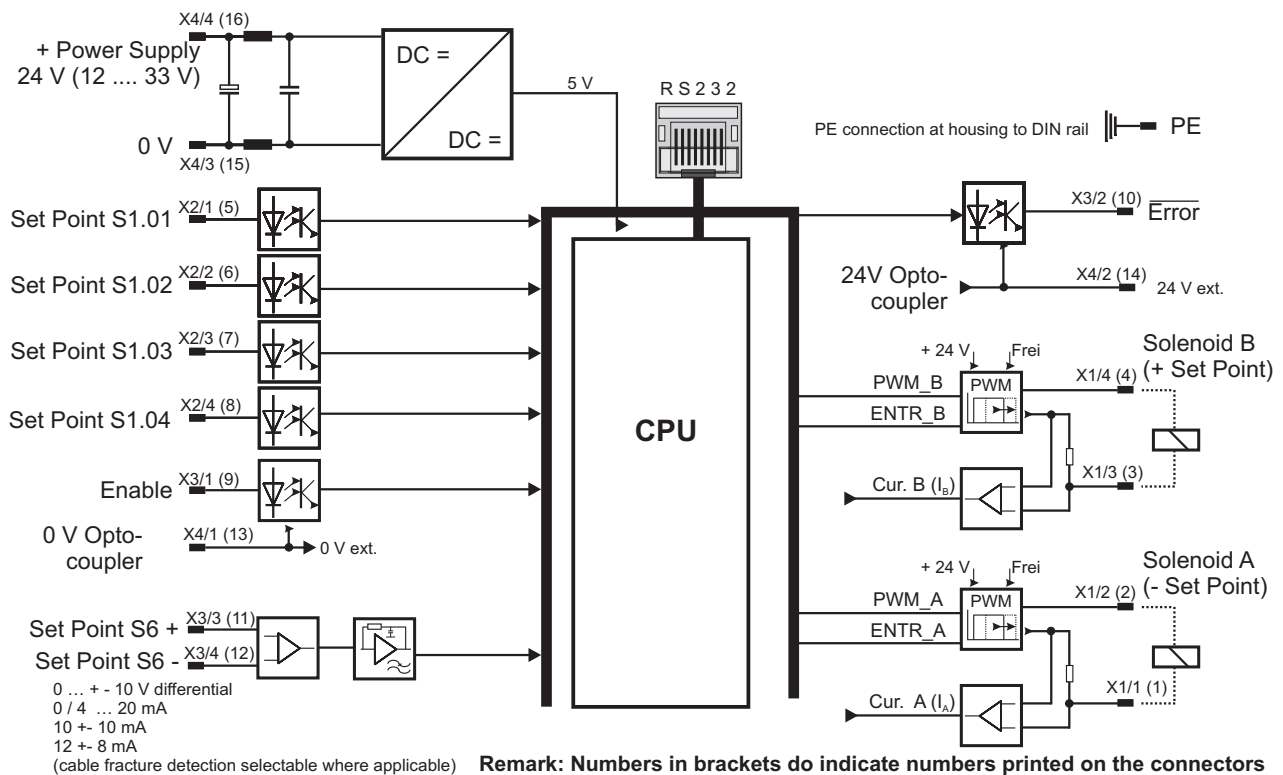 X4/4 (16)
+ Power Supply
24 V (12 .... 33 V)
0 V
X4/3 (15)
DC =
DC =
5 V
R S 2 3 2
PE connection at housing to DIN rail
PE
Set Point S1.01
X2/1 (5)
Set Point S1.02
X2/2 (6)
Set Point S1.03
X2/3 (7)
Set Point S1.04
X2/4 (8)
Enable
X3/1 (9)
0 V Opto-
coupler
X4/1 (13)
0 V ext.
Set Point S6 +
X3/3 (11)
Set Point S6 -
X3/4 (12)
0 ... + - 10 V differential
0 / 4 ... 20 mA
10 +- 10 mA
12 +- 8 mA
(cable fracture detection selectable where applicable)
CPU
X3/2 (10)
Error
24V Opto-
coupler
X4/2 (14)
24 V ext.
+ 24 V
Frei
PWM_B
ENTR_B
PWM
X1/4 (4)
Solenoid B
(+ Set Point)
X1/3 (3)
Cur. B (IB)
+ 24 V
Frei
PWM_A
ENTR_A
PWM
X1/2 (2)
Solenoid A
(- Set Point)
X1/1 (1)
Cur. A (IA)
Remark: Numbers in brackets do indicate numbers printed on the connectors